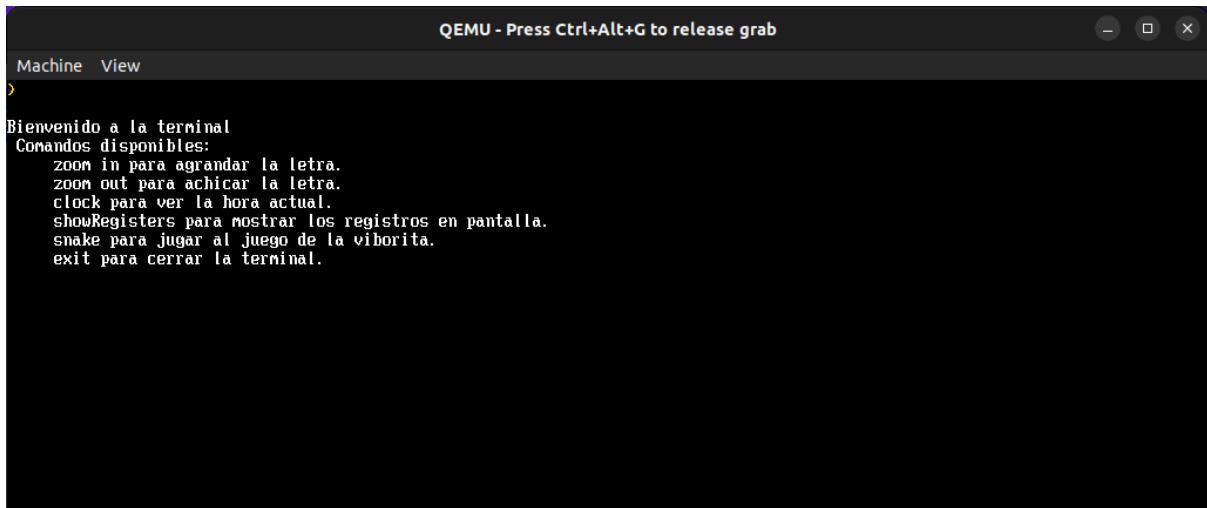 QEMU - Press Ctrl+Alt+G to release grab
Machine View
>
Bienvenido a la terminal
Comandos disponibles:
zoom in para agrandar la letra.
zoom out para achicar la letra.
clock para ver la hora actual.
showRegisters para mostrar los registros en pantalla.
snake para jugar al juego de la viborita.
exit para cerrar la terminal.